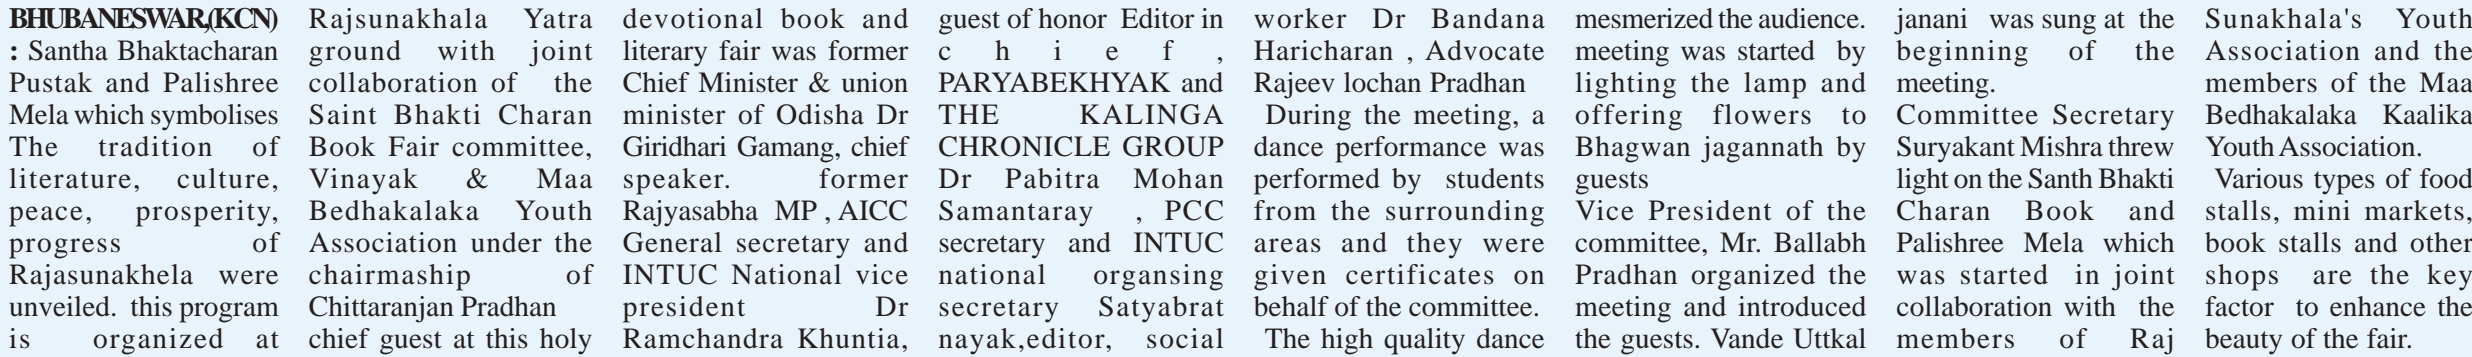 BHUBANESWAR,(KCN)
: Santha Bhaktacharan
Pustak and Palishree
Mela which symbolises
The tradition of
literature, culture,
peace, prosperity,
progress of
Rajasunakhela were
unveiled. this program
is organized at
Rajsunakhala Yatra
ground with joint
collaboration of the
Saint Bhakti Charan
Book Fair committee,
Vinayak & Maa
Bedhakalaka Youth
Association under the
chairmaship of
Chittaranjan Pradhan
chief guest at this holy
devotional book and
literary fair was former
Chief Minister & union
minister of Odisha Dr
Giridhari Gamang, chief
speaker. former
Rajyasabha MP , AICC
General secretary and
INTUC National vice
president Dr
Ramchandra Khuntia,
guest of honor Editor in
c h i e f ,
PARYABEKHYAK and
THE KALINGA
CHRONICLE GROUP
Dr Pabitra Mohan
Samantaray , PCC
secretary and INTUC
national organsing
secretary Satyabrat
nayak,editor, social
worker Dr Bandana
Haricharan , Advocate
Rajeev lochan Pradhan
During the meeting, a
dance performance was
performed by students
from the surrounding
areas and they were
given certificates on
behalf of the committee.
The high quality dance
mesmerized the audience.
meeting was started by
lighting the lamp and
offering flowers to
Bhagwan jagannath by
guests
Vice President of the
committee, Mr. Ballabh
Pradhan organized the
meeting and introduced
the guests. Vande Uttkal
janani was sung at the
beginning of the
meeting.
Committee Secretary
Suryakant Mishra threw
light on the Santh Bhakti
Charan Book and
Palishree Mela which
was started in joint
collaboration with the
members of Raj
Sunakhala's Youth
Association and the
members of the Maa
Bedhakalaka Kaalika
Youth Association.
Various types of food
stalls, mini markets,
book stalls and other
shops are the key
factor to enhance the
beauty of the fair.